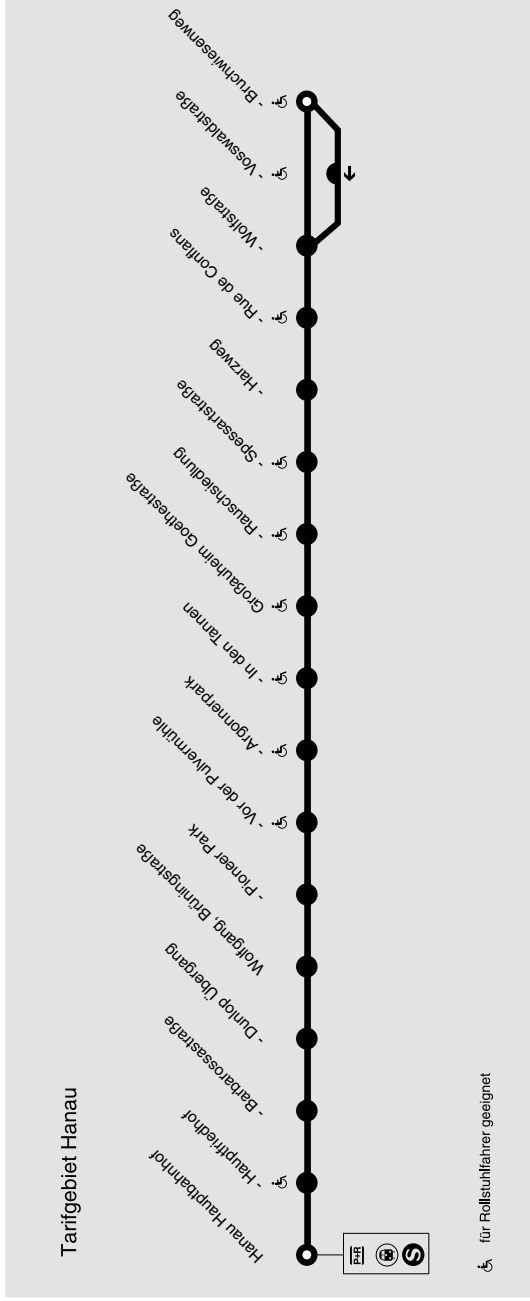 Tarifgebiet Hanau
Hanau Hauptbahnhof
- Hauptfriedhof
- Barbarossastraße
- Dunlop Übergang
Wolfgang, Brüningstraße
- Pioneer Park
- Vor der Pulvermühle
- Argonnerpark
- In den Tannen
Großauheim Goethestraße
- Rauschsiedlung
- Spessartstraße
- Harzweg
- Rue de Conflans
- Wolfstraße
- Vosswaldstraße
- Bruchwiesenweg
P+R
S
für Rollstuhlfahrer geeignet